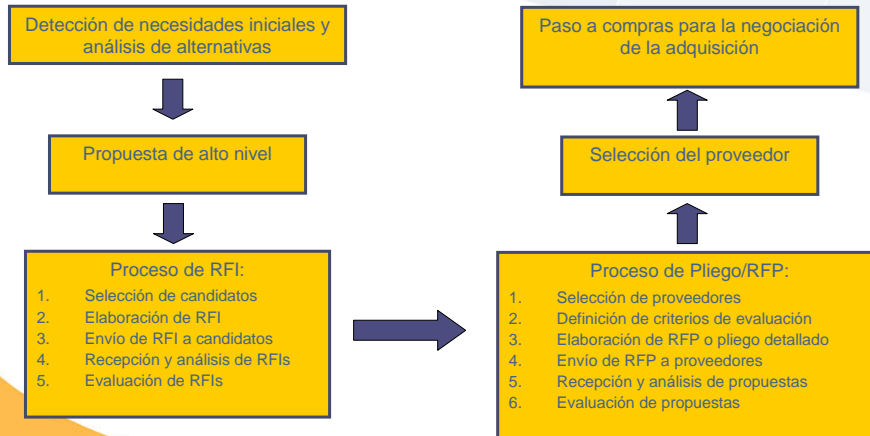 Detección de necesidades iniciales y
análisis de alternativas
Propuesta de alto nivel
Proceso de RFI:
1. Selección de candidatos
2. Elaboración de RFI
3. Envío de RFI a candidatos
4. Recepción y análisis de RFIs
5. Evaluación de RFIs
Proceso de Pliego/RFP:
1. Selección de proveedores
2. Definición de criterios de evaluación
3. Elaboración de RFP o pliego detallado
4. Envío de RFP a proveedores
5. Recepción y análisis de propuestas
6. Evaluación de propuestas
Selección del proveedor
Paso a compras para la negociación
de la adquisición